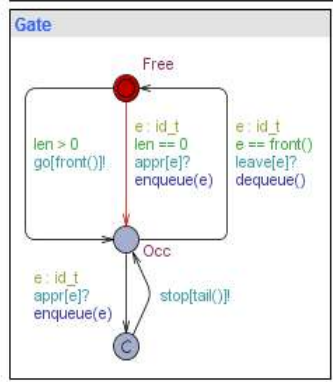 Gate
Free
len > 0
go[front()]!
e : id_t
len == 0
appr[e]?
enqueue(e)
e : id_t
e == front()
leave[e]?
dequeue()
Occ
e : id_t
appr[e]?
enqueue(e)
stop[tail()]!
C